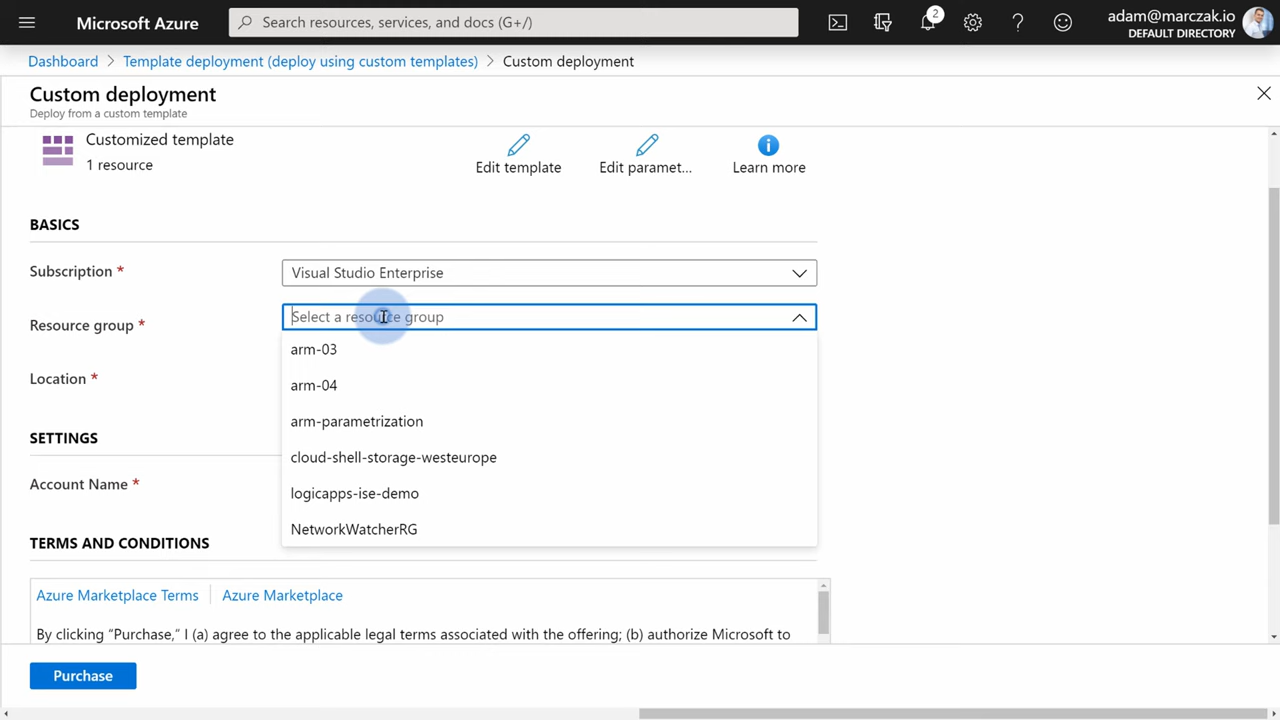 Microsoft Azure
Search resources, services, and docs (G+/)
2
adam@marczak.io
DEFAULT DIRECTORY
Dashboard > Template deployment (deploy using custom templates) > Custom deployment
Custom deployment
Deploy from a custom template
Customized template
1 resource
Edit template
Edit paramet...
Learn more
BASICS
Subscription *
Visual Studio Enterprise
Resource group *
Select a resource group
arm-03
arm-04
arm-parametrization
cloud-shell-storage-westeurope
logicapps-ise-demo
NetworkWatcherRG
Location *
SETTINGS
Account Name *
TERMS AND CONDITIONS
Azure Marketplace Terms | Azure Marketplace
By clicking “Purchase,” I (a) agree to the applicable legal terms associated with the offering; (b) authorize Microsoft to
Purchase